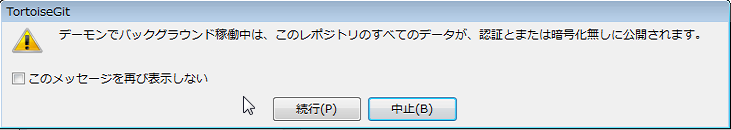 TortoiseGit
デーモンでバックグラウンド稼働中は、このレポジトリのすべてのデータが、認証とまたは暗号化無しに公開されます。
このメッセージを再び表示しない
続行(P)
中止(B)